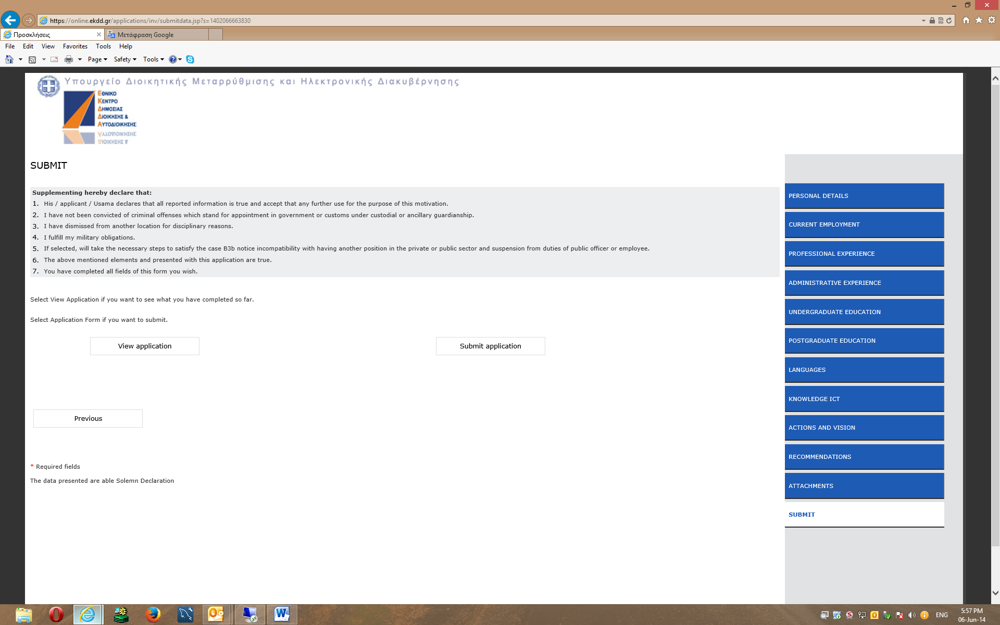 https://online.ekdd.gr/applications/inv/submitdata.jsp?s=1402066663830
Προσκλήσεις
Μετάφραση Google
File Edit View Favorites Tools Help
Page Safety Tools
Υπουργείο Διοικητικής Μεταρρύθμισης και Ηλεκτρονικής Διακυβέρνησης
ΕΘΝΙΚΟ
ΚΕΝΤΡΟ
ΔΗΜΟΣΙΑΣ
ΔΙΟΙΚΗΣΗΣ &
ΑΥΤΟΔΙΟΙΚΗΣΗΣ
SUBMIT
Supplementing hereby declare that:
1. His / applicant / Usama declares that all reported information is true and accept that any further use for the purpose of this motivation.
2. I have not been convicted of criminal offenses which stand for appointment in government or customs under custodial or ancillary guardianship.
3. I have dismissed from another location for disciplinary reasons.
4. I fulfill my military obligations.
5. If selected, will take the necessary steps to satisfy the case B3b notice incompatibility with having another position in the private or public sector and suspension from duties of public officer or employee.
6. The above mentioned elements and presented with this application are true.
7. You have completed all fields of this form you wish.
Select View Application if you want to see what you have completed so far.
Select Application Form if you want to submit.
View application
Submit application
Previous
* Required fields
The data presented are able Solemn Declaration
PERSONAL DETAILS
CURRENT EMPLOYMENT
PROFESSIONAL EXPERIENCE
ADMINISTRATIVE EXPERIENCE
UNDERGRADUATE EDUCATION
POSTGRADUATE EDUCATION
LANGUAGES
KNOWLEDGE ICT
ACTIONS AND VISION
RECOMMENDATIONS
ATTACHMENTS
SUBMIT
ENG
5:57 PM
06-Jun-14